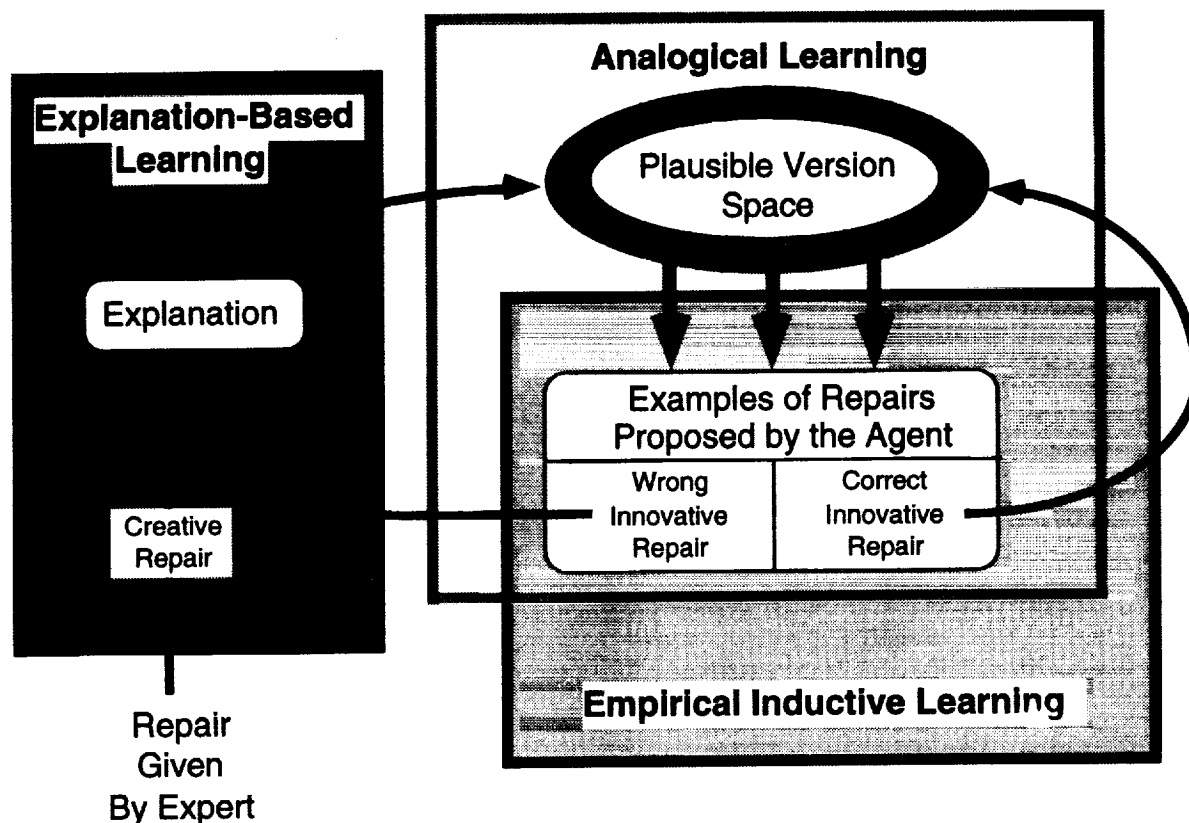 Explanation-Based
Learning
Explanation
Creative
Repair
Repair
Given
By Expert
Analogical Learning
Plausible Version
Space
Examples of Repairs
Proposed by the Agent
Wrong
Innovative
Repair
Correct
Innovative
Repair
Empirical Inductive Learning